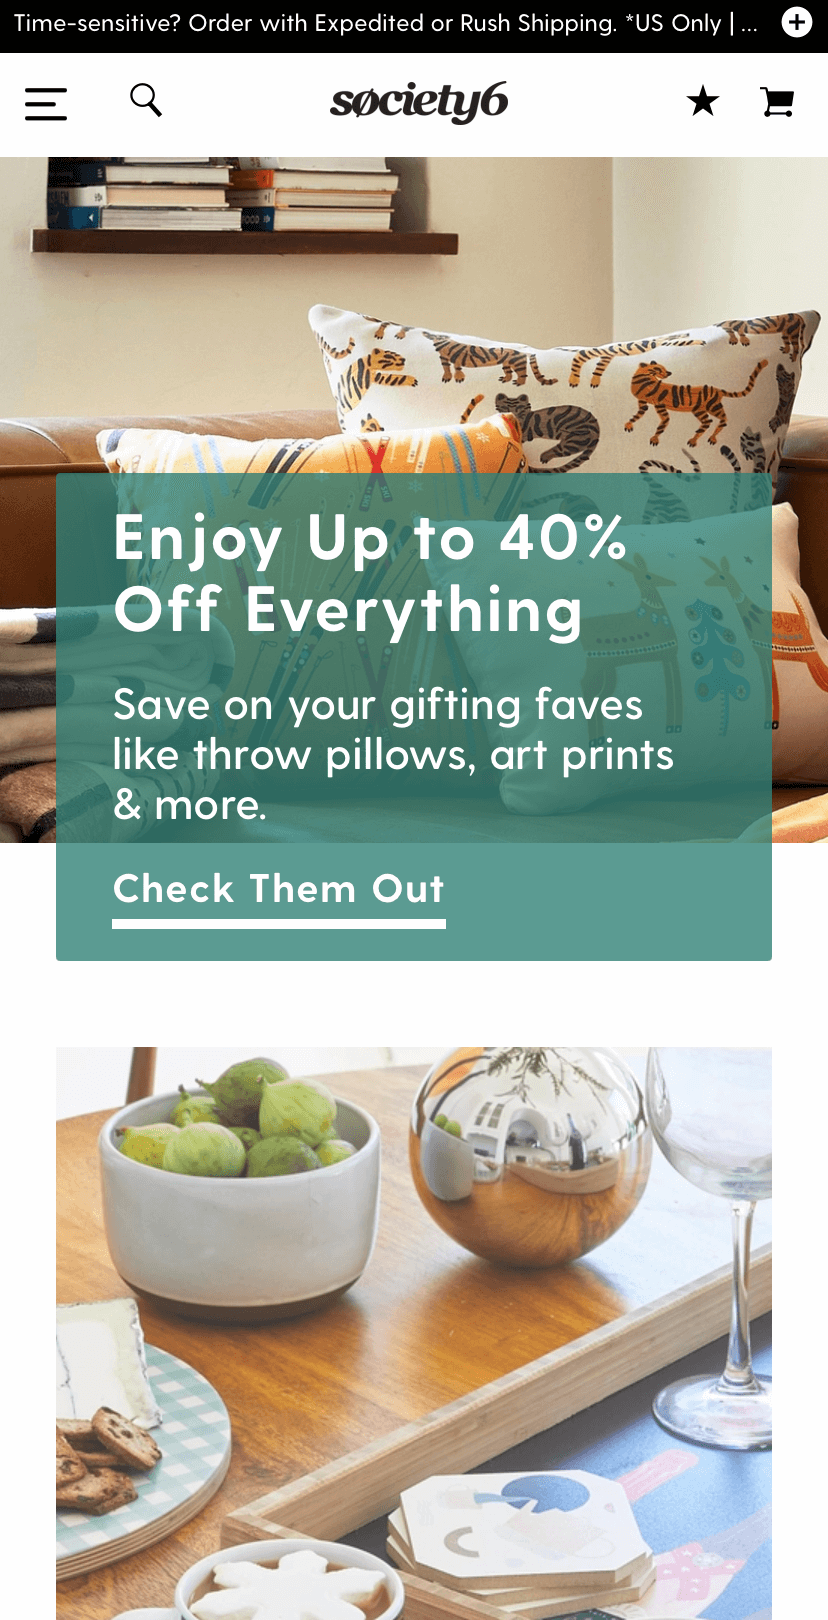 Time-sensitive? Order with Expedited or Rush Shipping. *US Only | ...
søciety6
Enjoy Up to 40%
Off Everything
Save on your gifting faves
like throw pillows, art prints
& more.
Check Them Out